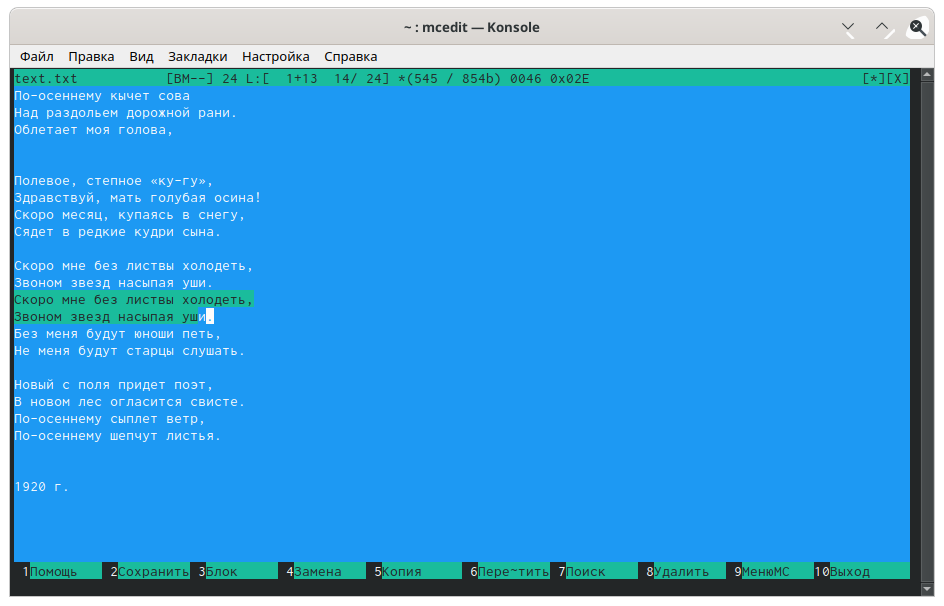 ~ : mcedit — Konsole
Файл Правка Вид Закладки Настройка Справка
text.txt [BM--] 24 L:[ 1+13 14/ 24] *(545 / 854b) 0046 0x02E [*][X]
По-осеннему кычет сова
Над раздольем дорожной рани.
Облетает моя голова,
Полевое, степное «ку-гу»,
Здравствуй, мать голубая осина!
Скоро месяц, купаясь в снегу,
Сядет в редкие кудри сына.
Скоро мне без листвы холодеть,
Звоном звезд насыпая уши.
Скоро мне без листвы холодеть,
Звоном звезд насыпая уши.
Без меня будут юноши петь,
Не меня будут старцы слушать.
Новый с поля придет поэт,
В новом лес огласится свисте.
По-осеннему сыплет ветр,
По-осеннему шепчут листья.
1920 г.
1Помощь 2Сохранить 3Блок 4Замена 5Копия 6Пере~тить 7Поиск 8Удалить 9МенюMC 10Выход